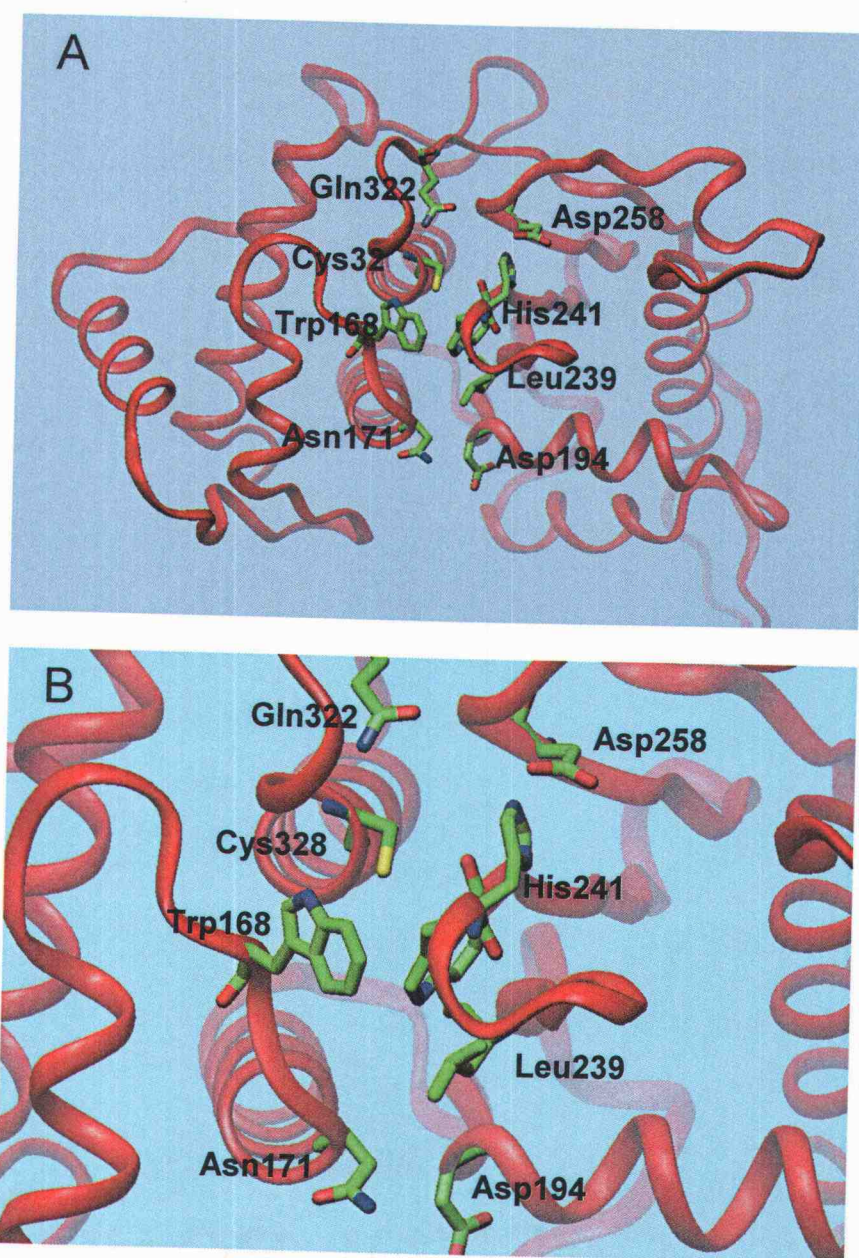 A
Gln322
Asp258
Cys32
Trp168
His241
Leu239
Asn171
Asp194
B
Gln322
Asp258
Cys328
His241
Trp168
Leu239
Asn171
Asp194